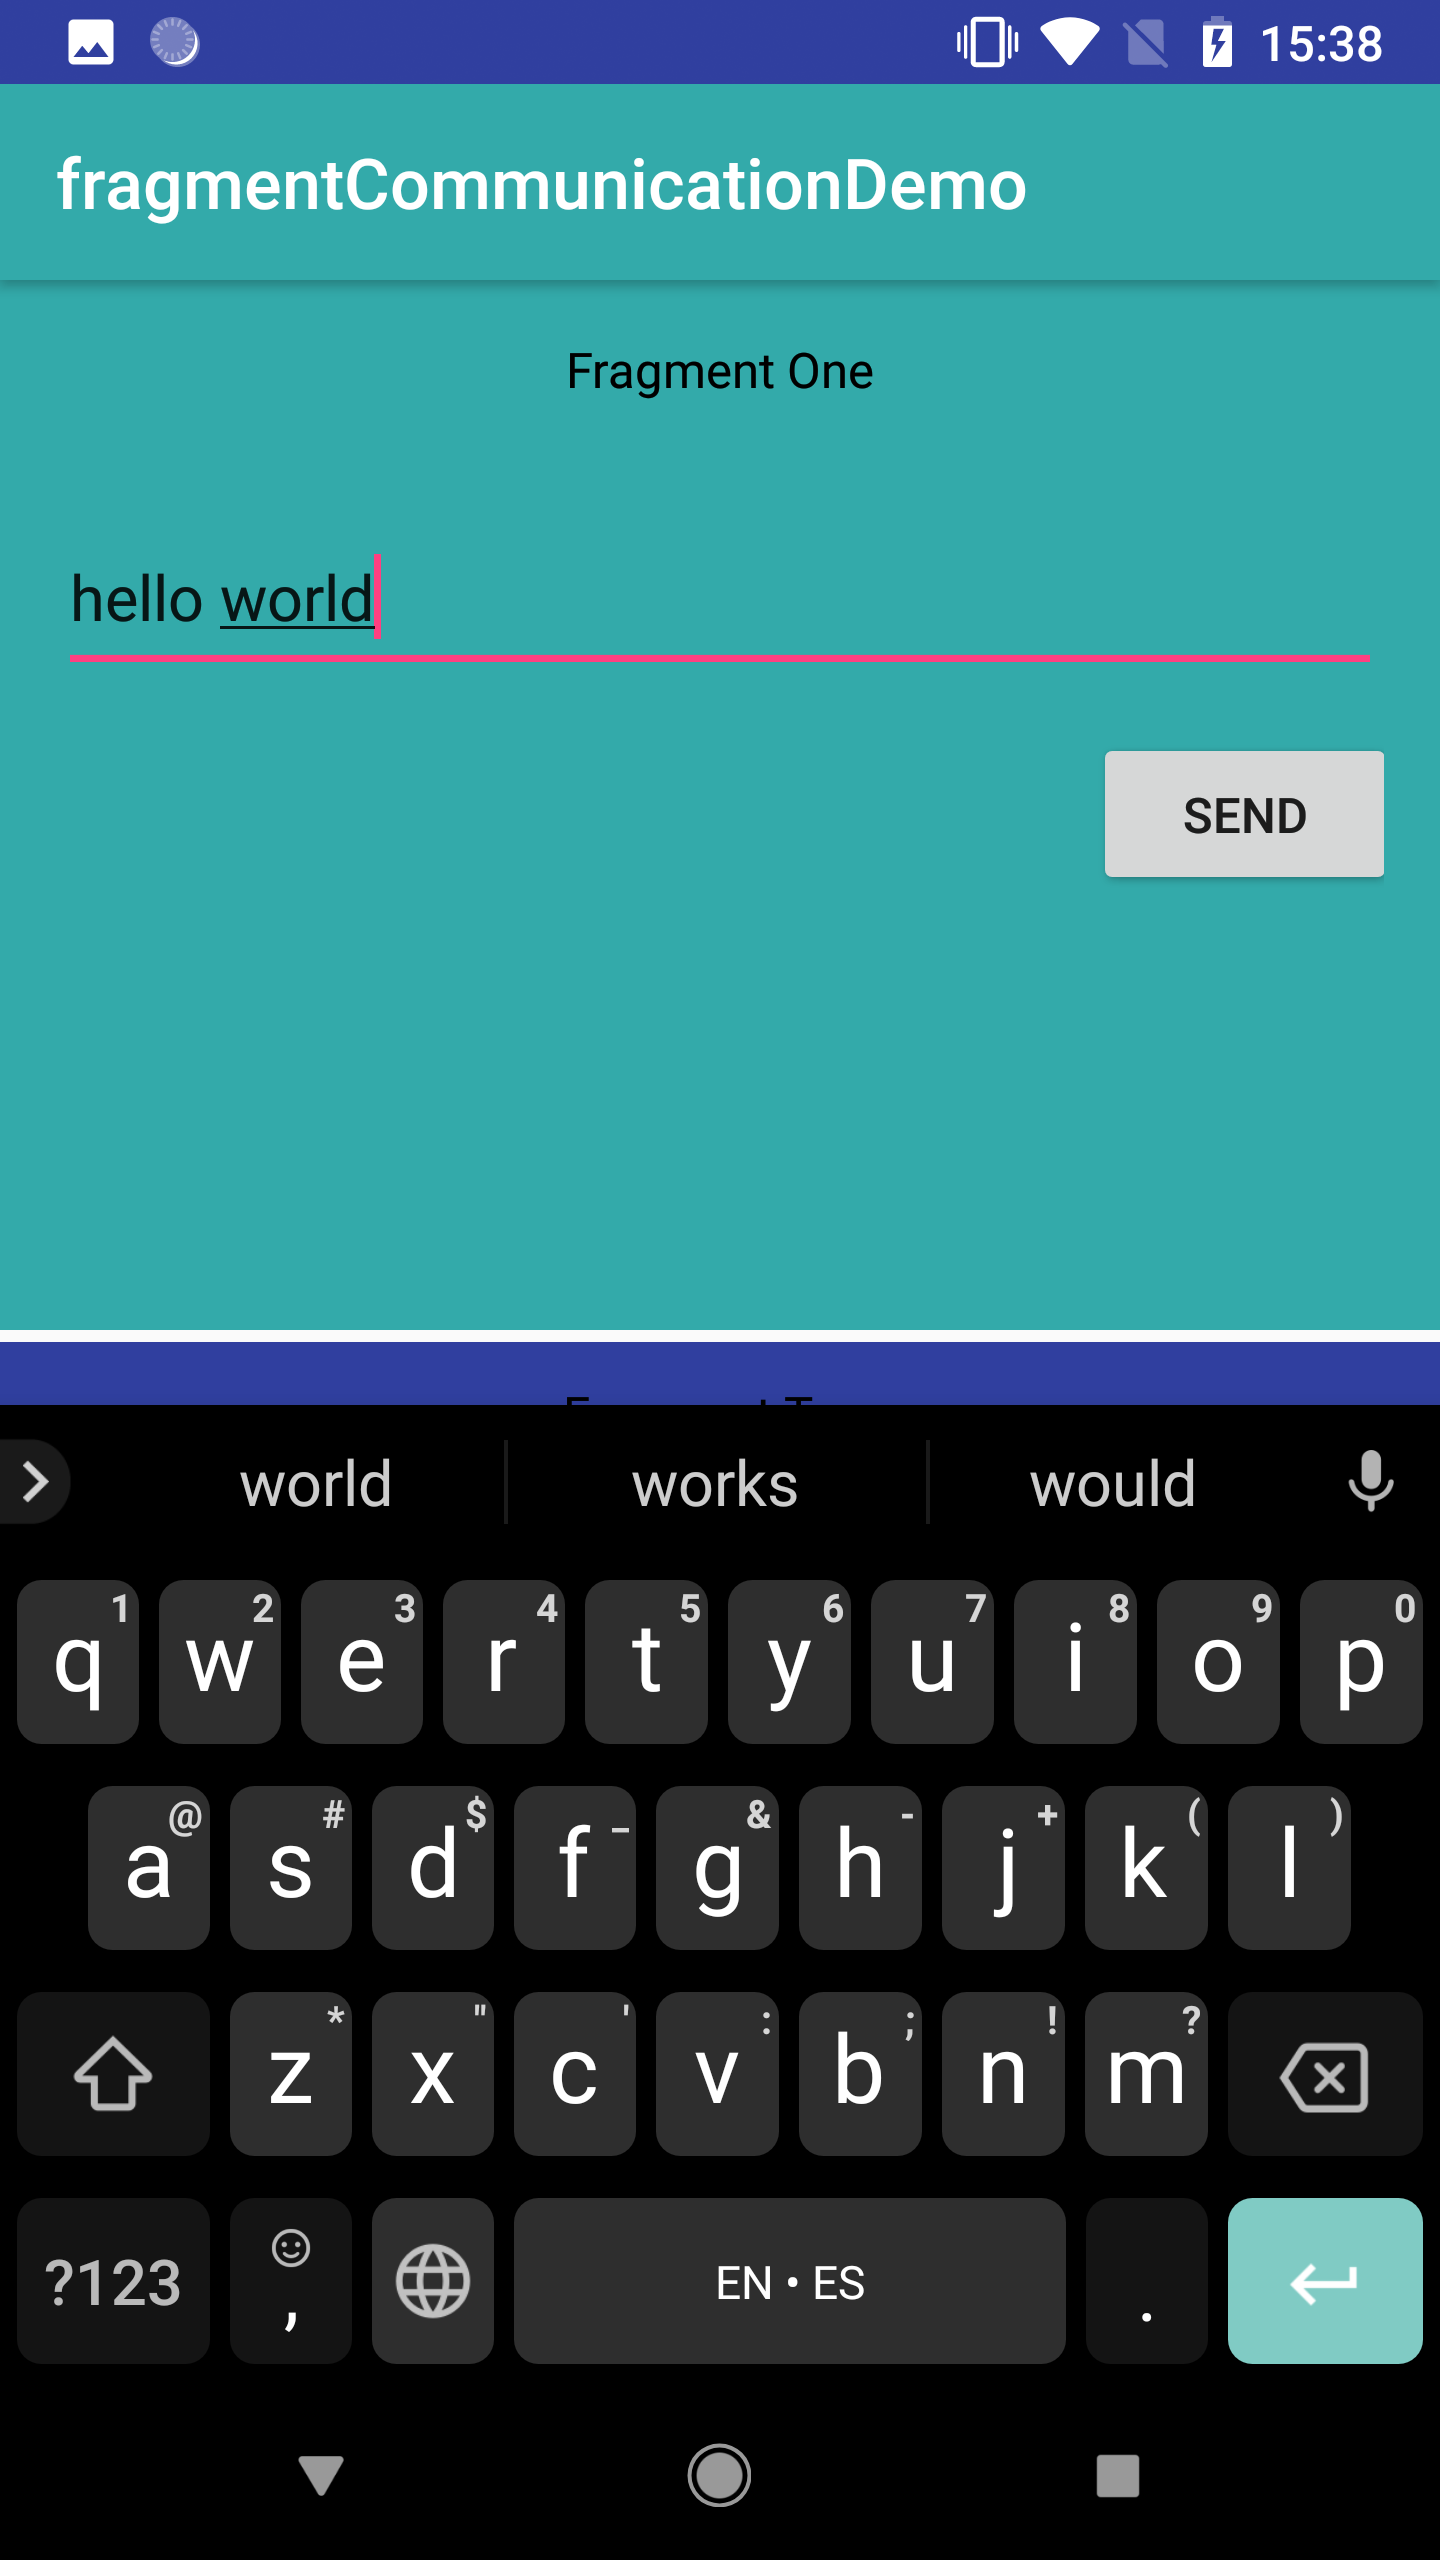 15:38
fragmentCommunicationDemo
Fragment One
hello world
SEND
world works would
q 1 w 2 e 3 r 4 t 5 y 6 u 7 i 8 o 9 p 0
a @ s # d $ f _ g & h - j + k ( l )
z * x " c ' v : b ; n ! m ?
?123 , EN • ES .